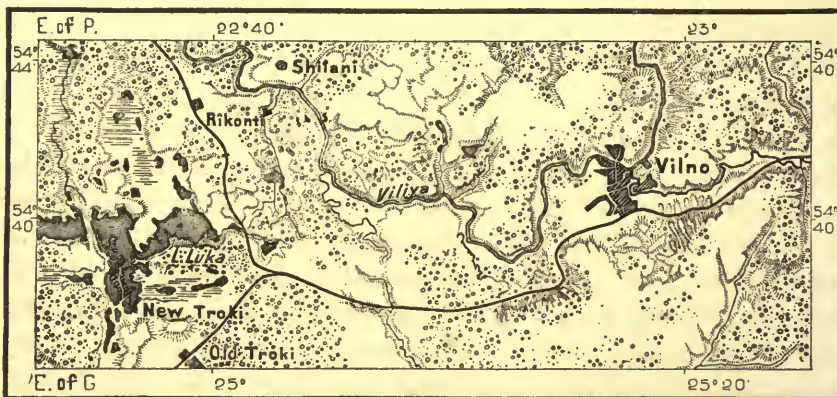 E. of P.
22°40'
23°
54°
44'
54°
44'
Shitani
Rikonti
Vilno
Viliya
54°
40'
54°
40'
L. Luka
New Troki
Old Troki
E. of G
25°
25°20'